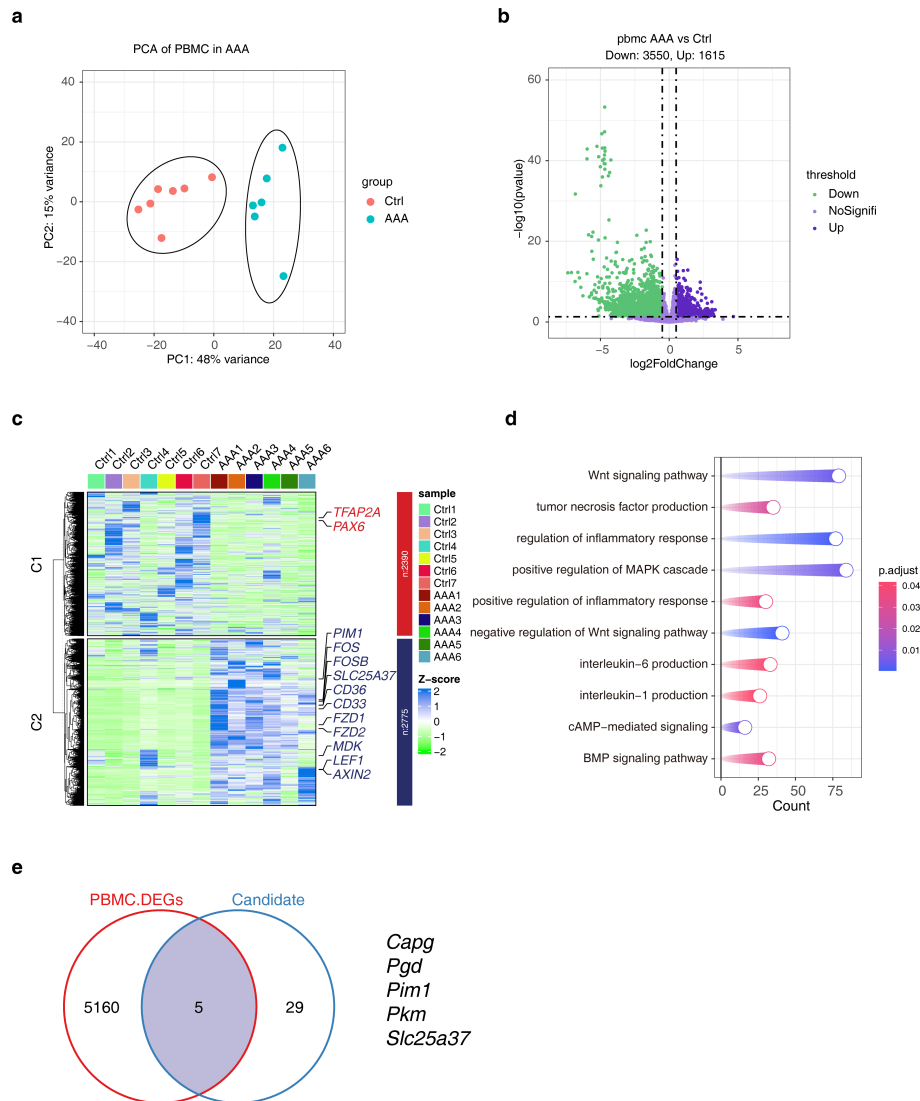 a
PCA of PBMC in AAA
40
20
0
−20
−40
−40
−20
0
20
40
PC2: 15% variance
PC1: 48% variance
group
Ctrl
AAA
b
pbmc AAA vs Ctrl
Down: 3550, Up: 1615
60
40
20
0
−5
0
5
−log10(pvalue)
log2FoldChange
threshold
Down
NoSignifi
Up
c
Ctrl1
Ctrl2
Ctrl3
Ctrl4
Ctrl5
Ctrl6
Ctrl7
AAA1
AAA2
AAA3
AAA4
AAA5
AAA6
C1
C2
TFAP2A
PAX6
PIM1
FOS
FOSB
SLC25A37
CD36
CD33
FZD1
FZD2
MDK
LEF1
AXIN2
n:2390
n:2775
sample
Ctrl1
Ctrl2
Ctrl3
Ctrl4
Ctrl5
Ctrl6
Ctrl7
AAA1
AAA2
AAA3
AAA4
AAA5
AAA6
Z−score
2
1
0
−1
−2
d
Wnt signaling pathway
tumor necrosis factor production
regulation of inflammatory response
positive regulation of MAPK cascade
positive regulation of inflammatory response
negative regulation of Wnt signaling pathway
interleukin−6 production
interleukin−1 production
cAMP−mediated signaling
BMP signaling pathway
0
25
50
75
Count
p.adjust
0.04
0.03
0.02
0.01
e
PBMC.DEGs
Candidate
5160
5
29
Capg
Pgd
Pim1
Pkm
Slc25a37